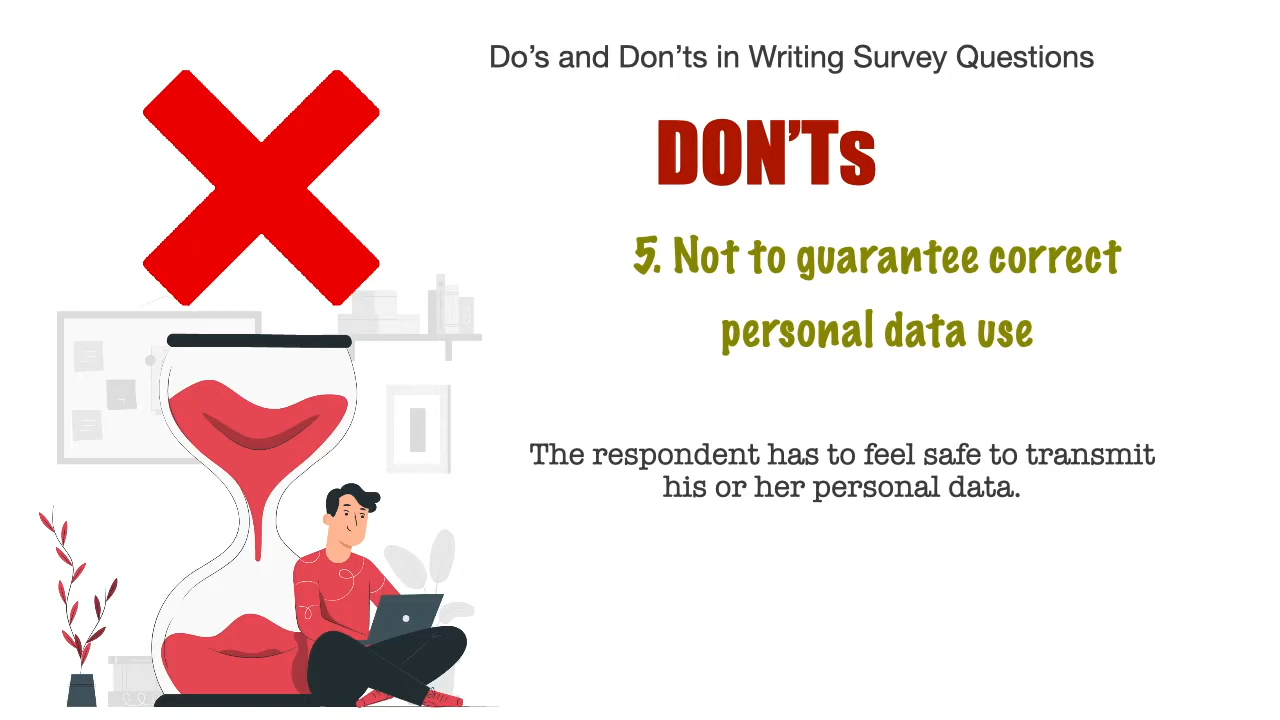 Do’s and Don’ts in Writing Survey Questions
DON’Ts
5. Not to guarantee correct
personal data use
The respondent has to feel safe to transmit
his or her personal data.